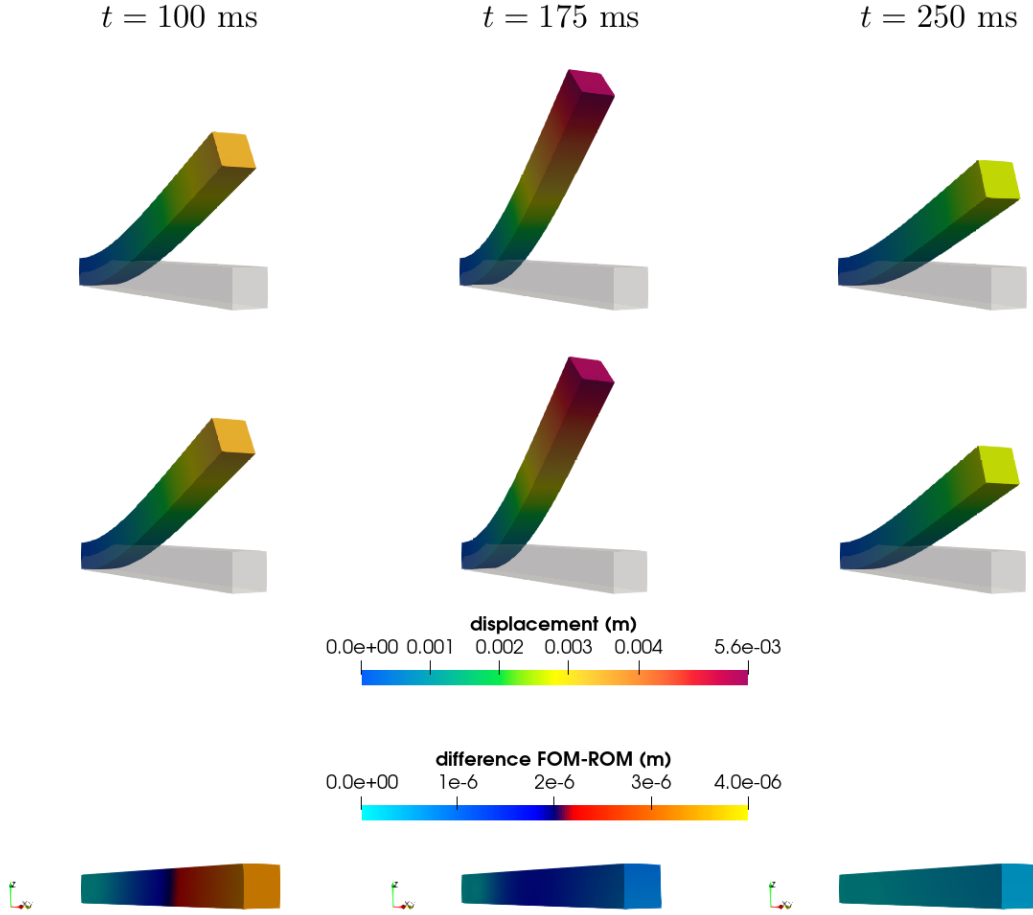 t = 100 ms t = 175 ms t = 250 ms
displacement (m)
0.0e+00 0.001 0.002 0.003 0.004 5.6e-03
difference FOM-ROM (m)
0.0e+00 1e-6 2e-6 3e-6 4.0e-06
Z Z Z